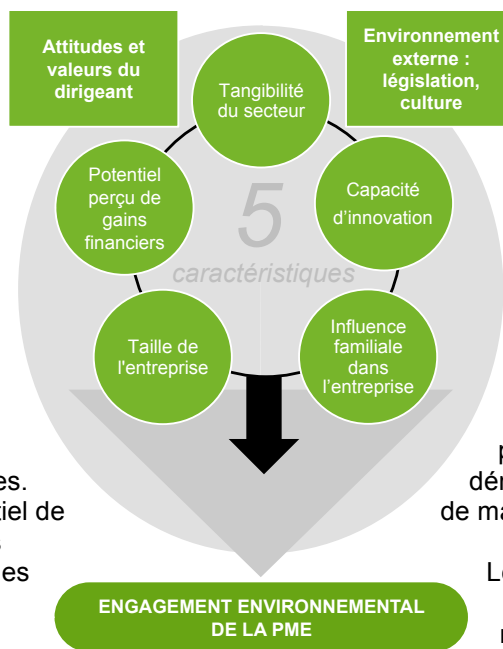 Attitudes et
valeurs du
dirigeant
Environnement
externe :
législation,
culture
Tangibilité
du secteur
Potentiel
perçu de
gains
financiers
Capacité
d'innovation
5
caractéristiques
Taille de
l'entreprise
Influence
familiale
dans
l'entreprise
es.
tiel de
es
p
dér
de ma
Le
ENGAGEMENT ENVIRONNEMENTAL
DE LA PME